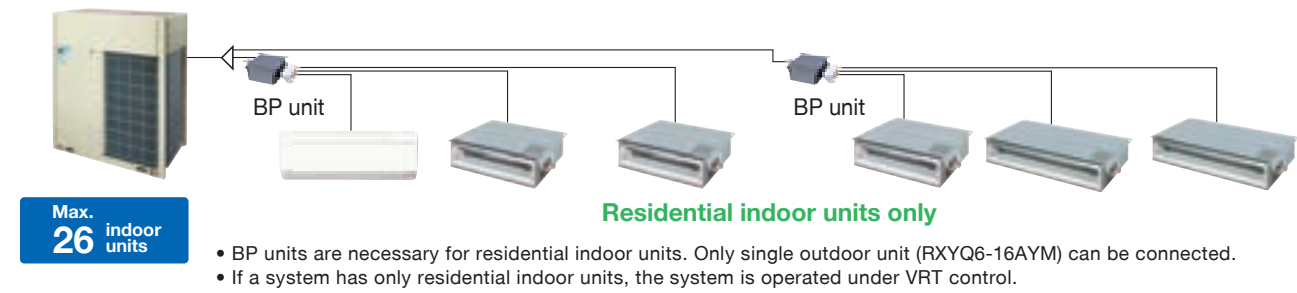 BP unit
BP unit
Residential indoor units only
Max.
26 indoor units
• BP units are necessary for residential indoor units. Only single outdoor unit (RXYQ6-16AYM) can be connected.
• If a system has only residential indoor units, the system is operated under VRT control.